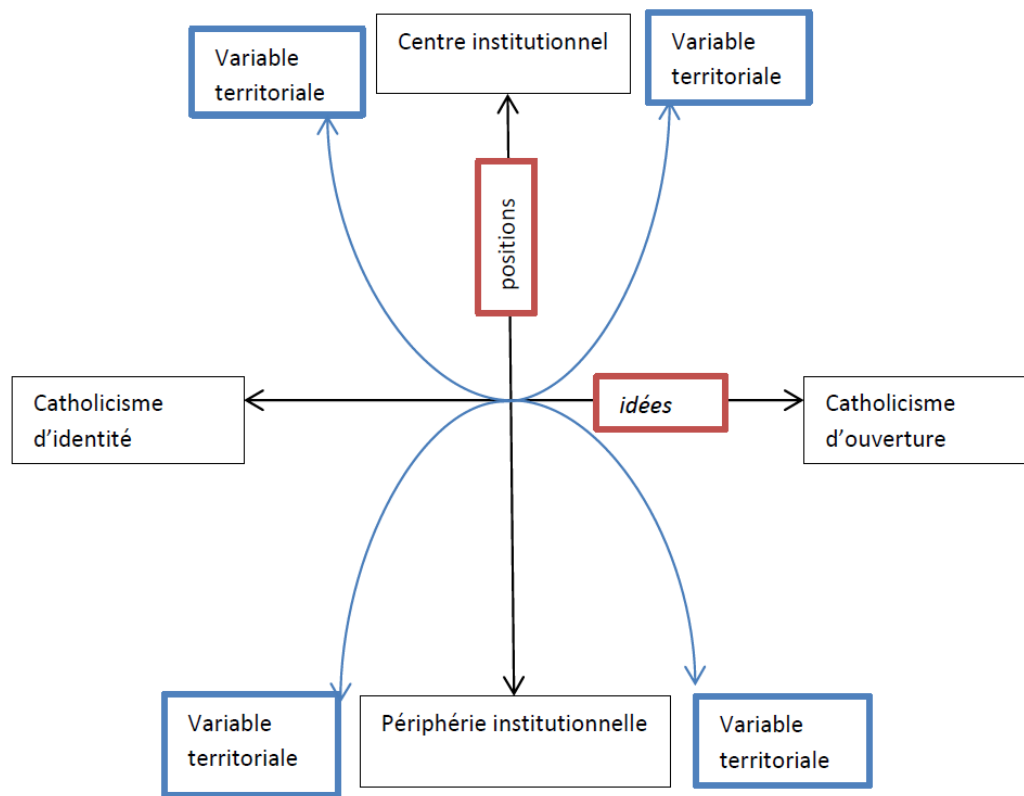 Variable
territoriale
Centre institutionnel
Variable
territoriale
positions
Catholicisme
d’identité
idées
Catholicisme
d’ouverture
Variable
territoriale
Périphérie institutionnelle
Variable
territoriale